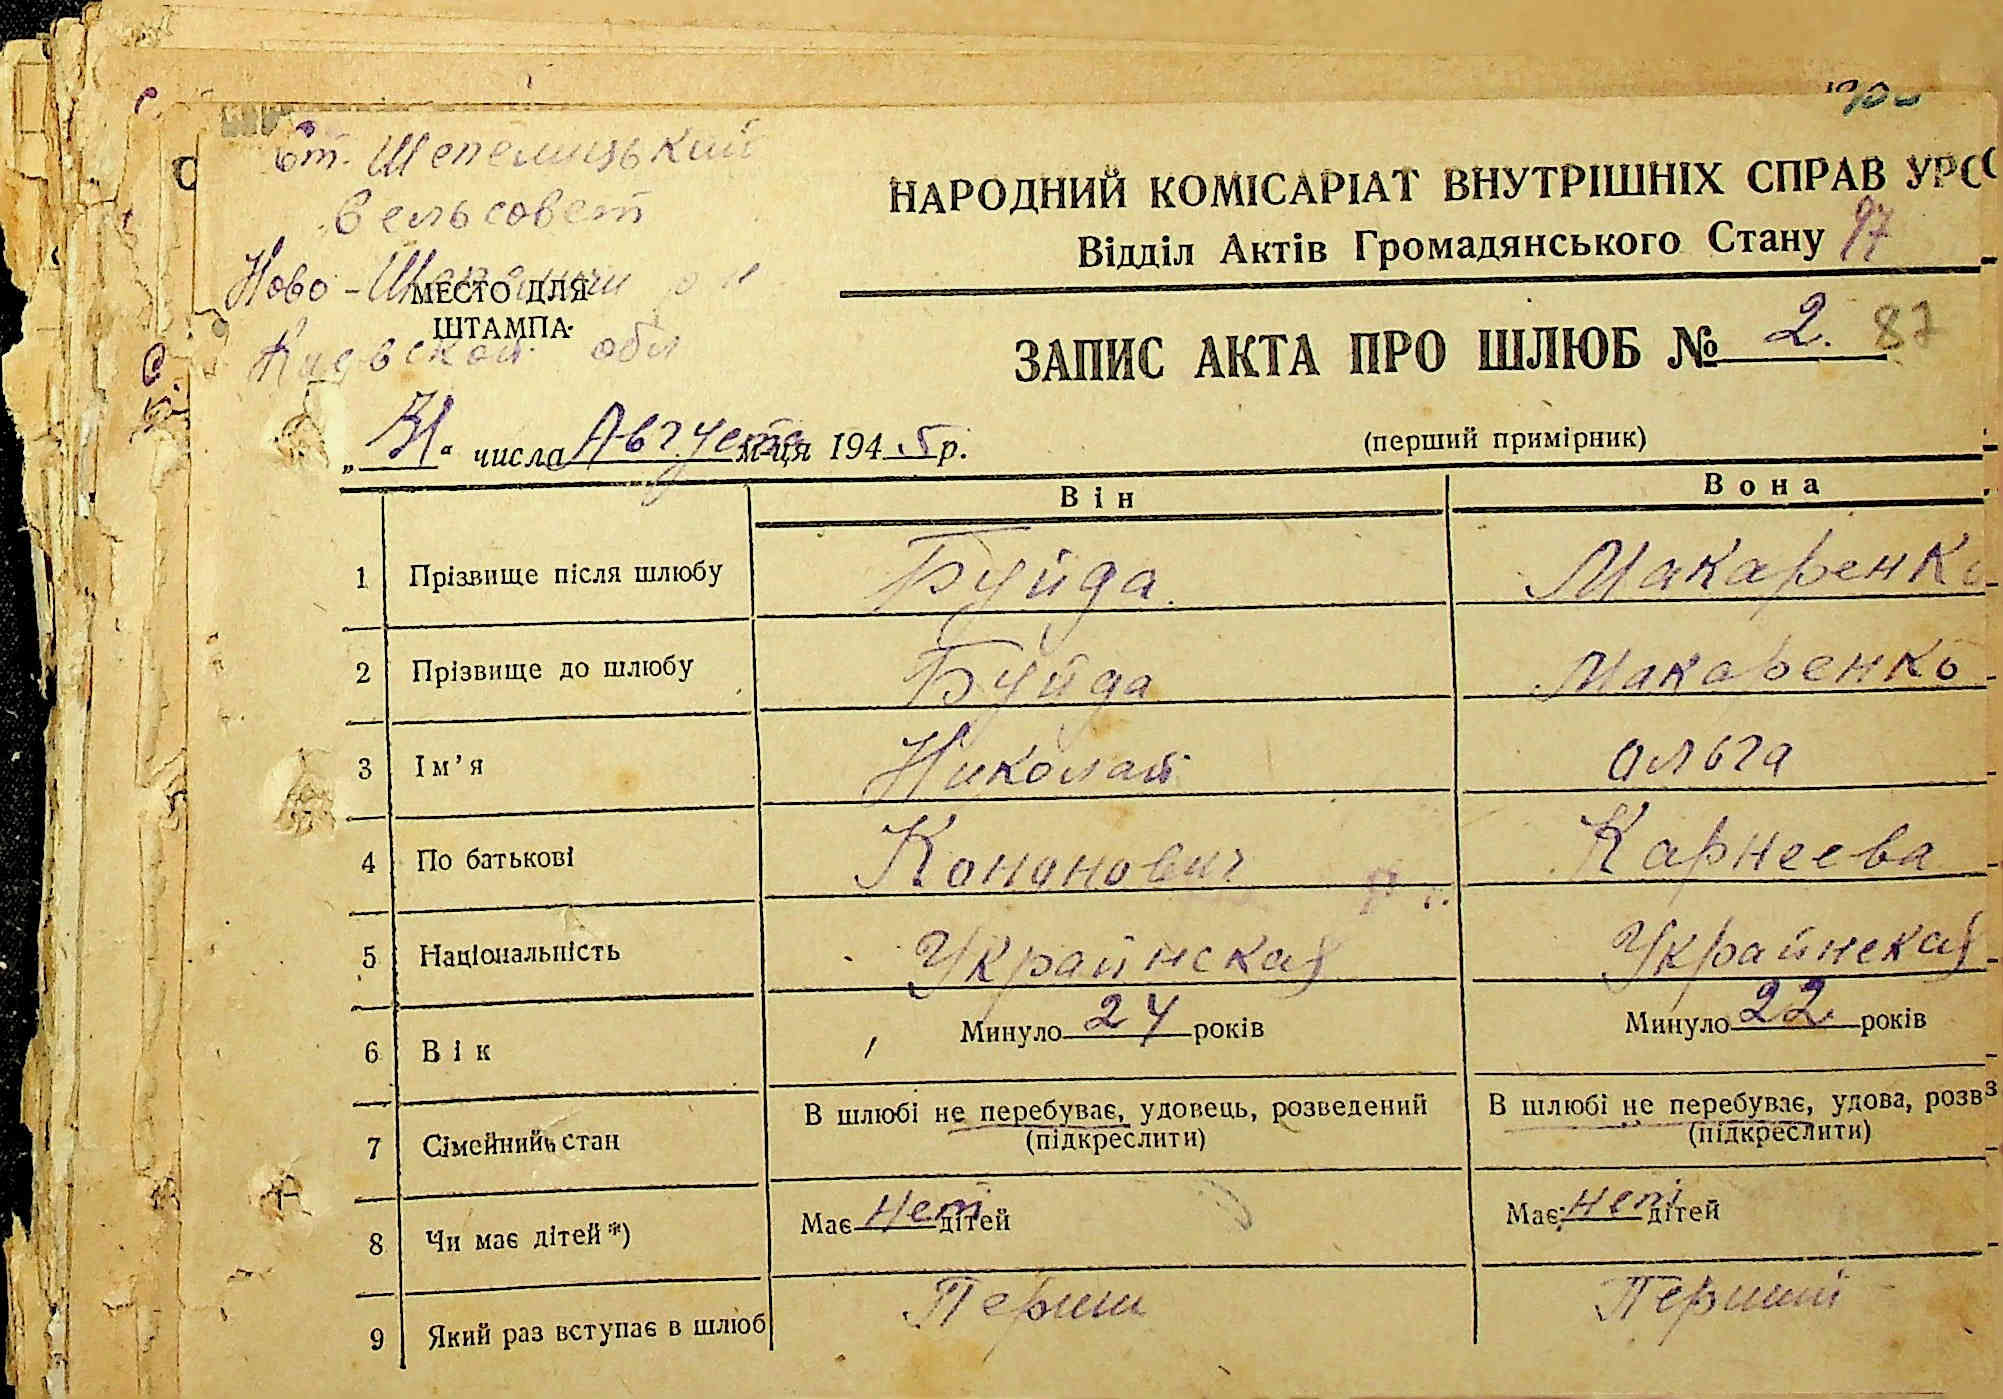 Ст. Шепелицький
Сельсовет
Ново-Шепеличи р н
Киевской обл
МЕСТО ДЛЯ
ШТАМПА
НАРОДНИЙ КОМІСАРІАТ ВНУТРІШНІХ СПРАВ УРС
Відділ Актів Громадянського Стану 97
ЗАПИС АКТА ПРО ШЛЮБ № 2. 87
„31“ числа Августа м-ця 1945 р.
(перший примірник)
Він Вона
1 Прізвище після шлюбу Буйда. Макаренко
2 Прізвище до шлюбу Буйда Макаренко
3 Ім’я Николай Ольга
4 По батькові Кононович Карнеева
5 Національність Украинская Украинская
6 Вік Минуло 24 років Минуло 22 років
7 Сімейний стан В шлюбі не перебуває, удовець, розведений В шлюбі не перебуває, удова, розв
(підкреслити) (підкреслити)
8 Чи має дітей*) Має нет дітей Має нет дітей
9 Який раз вступає в шлюб Перши Перший